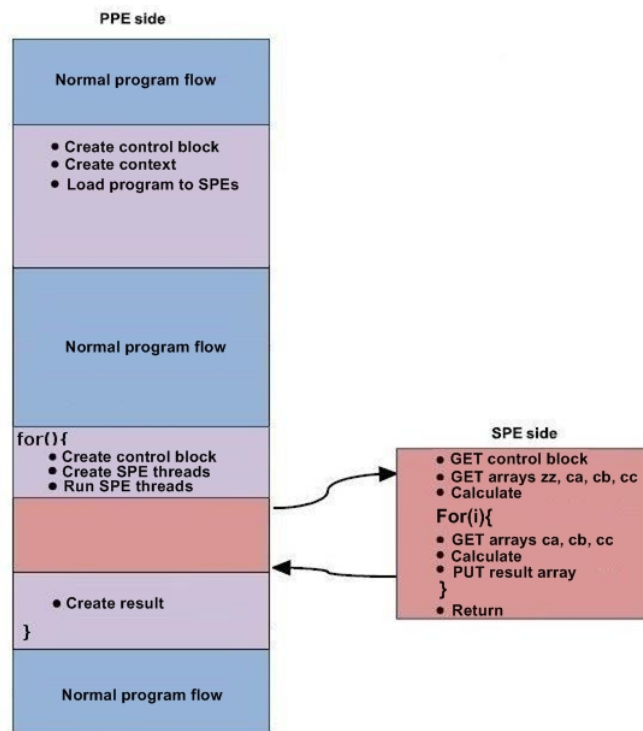 PPE side
Normal program flow
● Create control block
● Create context
● Load program to SPEs
Normal program flow
for(){
● Create control block
● Create SPE threads
● Run SPE threads
● Create result
}
Normal program flow
SPE side
● GET control block
● GET arrays zz, ca, cb, cc
● Calculate
For(i){
● GET arrays ca, cb, cc
● Calculate
● PUT result array
}
● Return